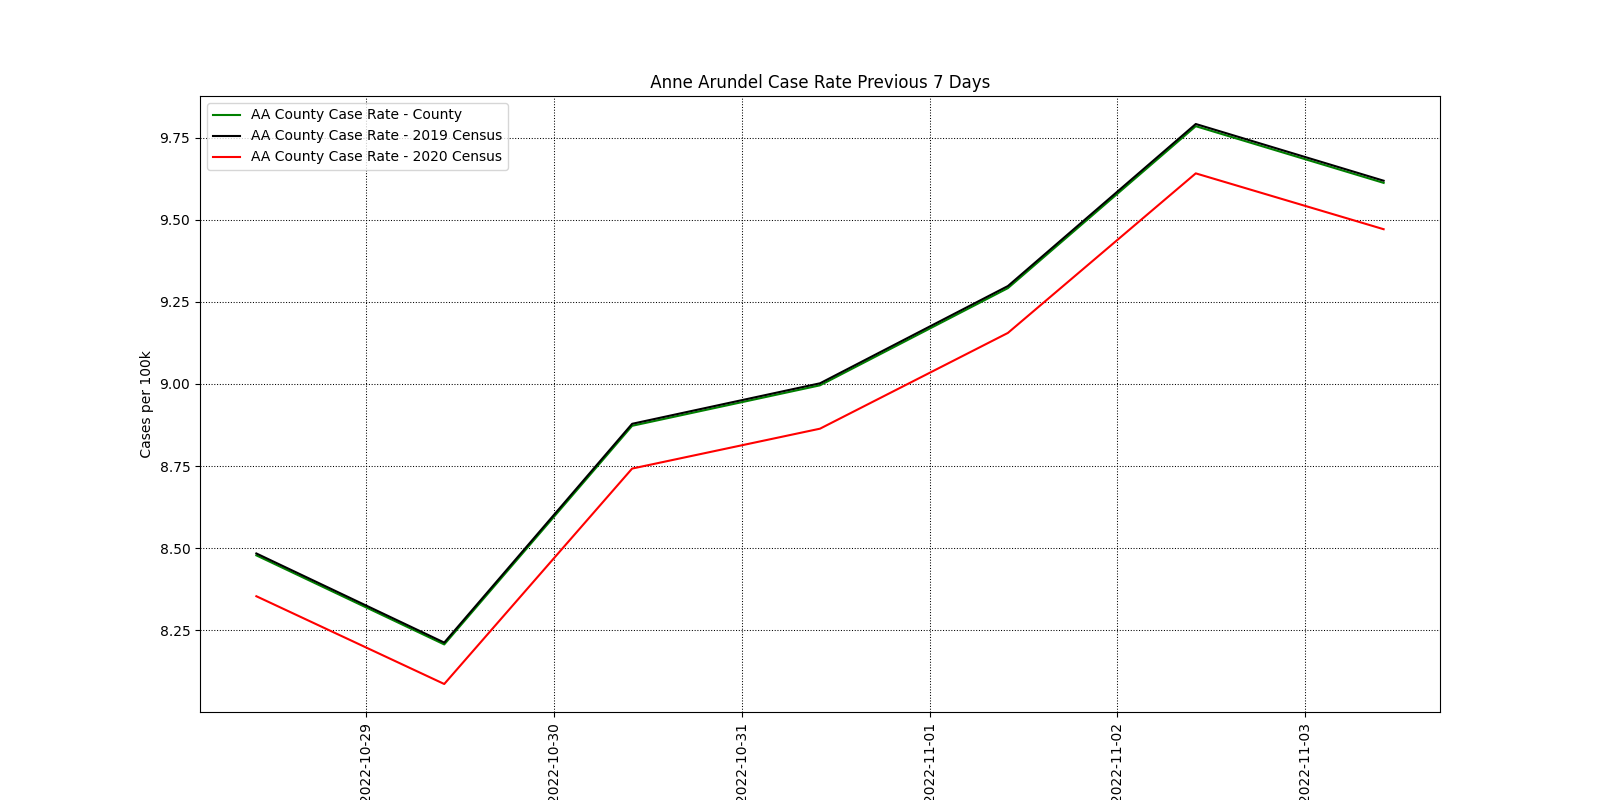 Anne Arundel Case Rate Previous 7 Days
AA County Case Rate - County
AA County Case Rate - 2019 Census
AA County Case Rate - 2020 Census
Cases per 100k
9.75
9.50
9.25
9.00
8.75
8.50
8.25
2022-10-29
2022-10-30
2022-10-31
2022-11-01
2022-11-02
2022-11-03